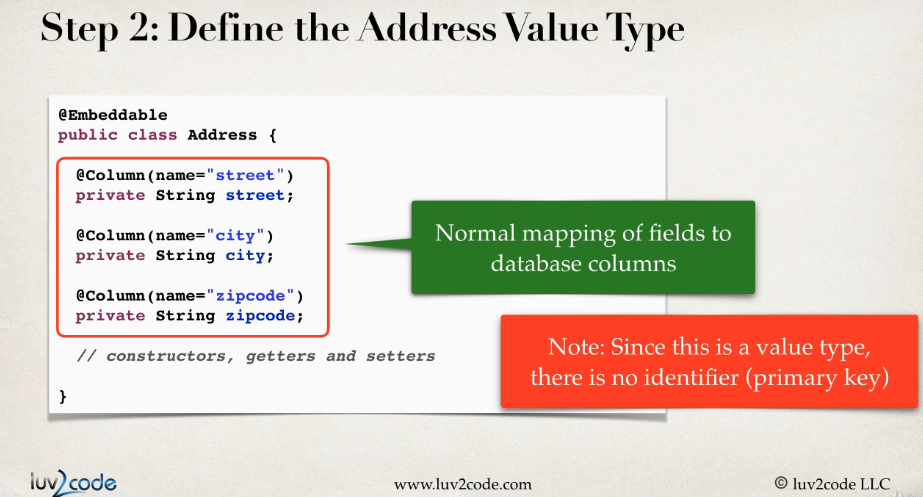 Step 2: Define the Address Value Type
@Embeddable
public class Address {
@Column(name="street")
private String street;
@Column(name="city")
private String city;
@Column(name="zipcode")
private String zipcode;
// constructors, getters and setters
}
Normal mapping of fields to
database columns
Note: Since this is a value type,
there is no identifier (primary key)
luv2code
www.luv2code.com
© luv2code LLC